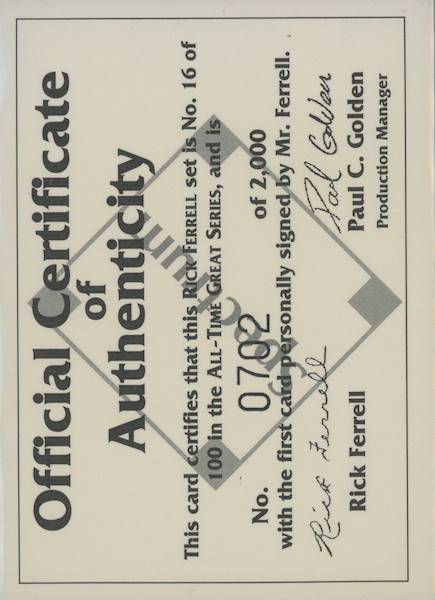 Official Certificate
of
Authenticity
This card certifies that this RICK FERRELL set is No. 16 of
100 in the ALL-TIME GREAT SERIES, and is
No. 0702 of 2,000
with the first card personally signed by Mr. Ferrell.
Rick Ferrell Paul Golden
Rick Ferrell Paul C. Golden
Production Manager